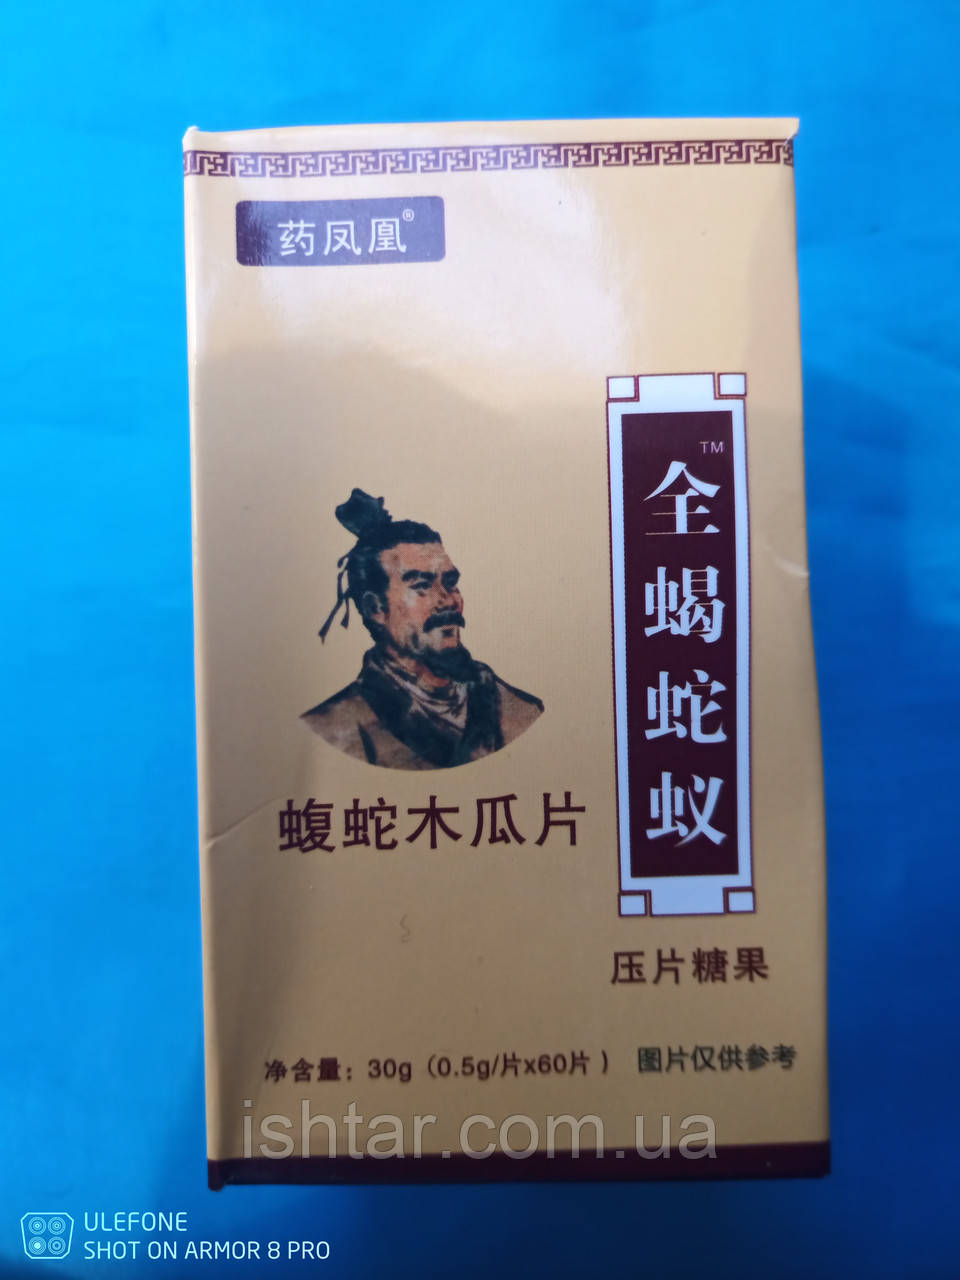 药凤凰®
全蝎蛇蚁™
蝮蛇木瓜片
压片糖果
净含量：30g（0.5g/片x60片） 图片仅供参考
ishtar.com.ua
ULEFONE
SHOT ON ARMOR 8 PRO